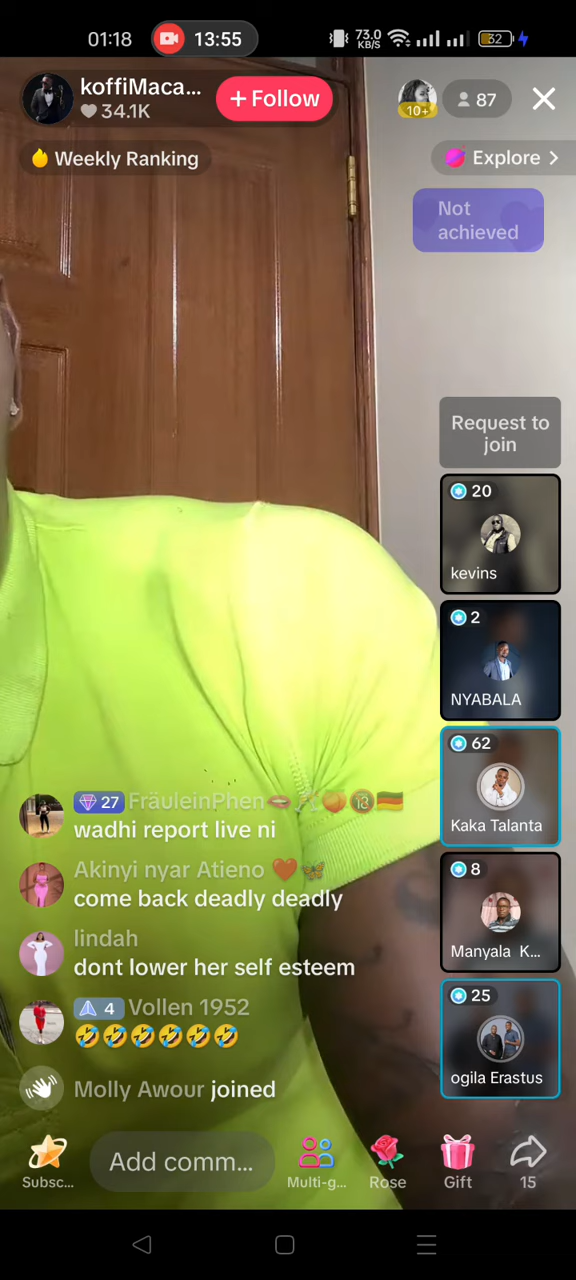 01:18
13:55
73.0
KB/S
32
koffiMaca...
34.1K
+ Follow
10+
87
Weekly Ranking
Explore >
Not
achieved
Request to
join
20
kevins
2
NYABALA
62
Kaka Talanta
8
Manyala K...
25
ogila Erastus
27 FräuleinPhen👄🍑🔞🇩🇪
wadhi report live ni
Akinyi nyar Atieno ❤️🦋
come back deadly deadly
lindah
dont lower her self esteem
4 Vollen 1952
🤣🤣🤣🤣🤣🤣
Molly Awour joined
Subsc...
Add comm...
Multi-g...
Rose
Gift
15